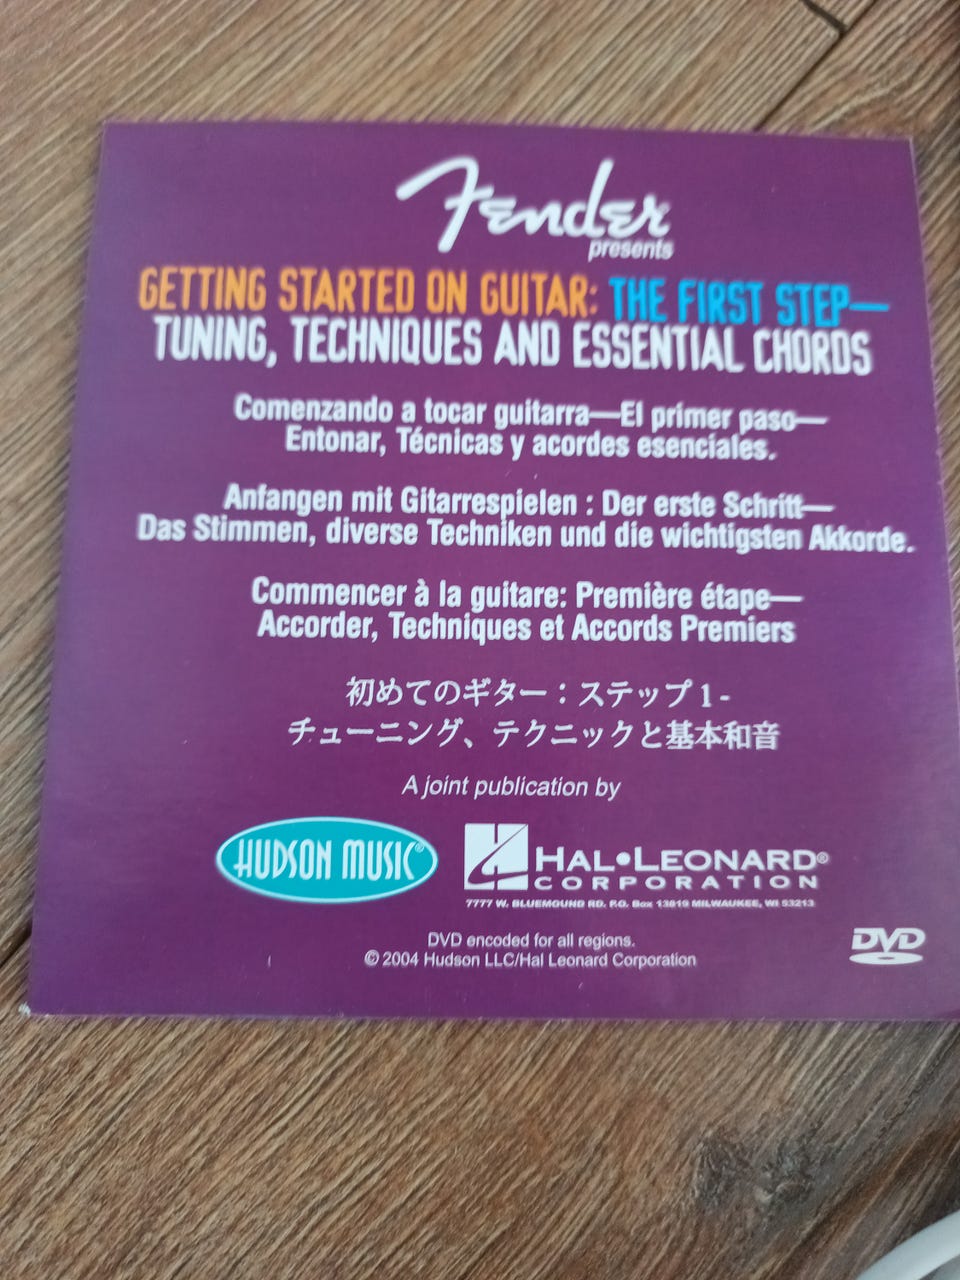 Fender
presents
GETTING STARTED ON GUITAR: THE FIRST STEP—
TUNING, TECHNIQUES AND ESSENTIAL CHORDS
Comenzando a tocar guitarra—El primer paso—
Entonar, Técnicas y acordes esenciales.
Anfangen mit Gitarrespielen : Der erste Schritt—
Das Stimmen, diverse Techniken und die wichtigsten Akkorde.
Commencer à la guitare: Première étape—
Accorder, Techniques et Accords Premiers
初めてのギター：ステップ1-
チューニング、テクニックと基本和音
A joint publication by
HUDSON MUSIC®
HAL•LEONARD®
CORPORATION
7777 W. BLUEMOUND RD. P.O. Box 13819 MILWAUKEE, WI 53213
DVD encoded for all regions.
© 2004 Hudson LLC/Hal Leonard Corporation
DVD